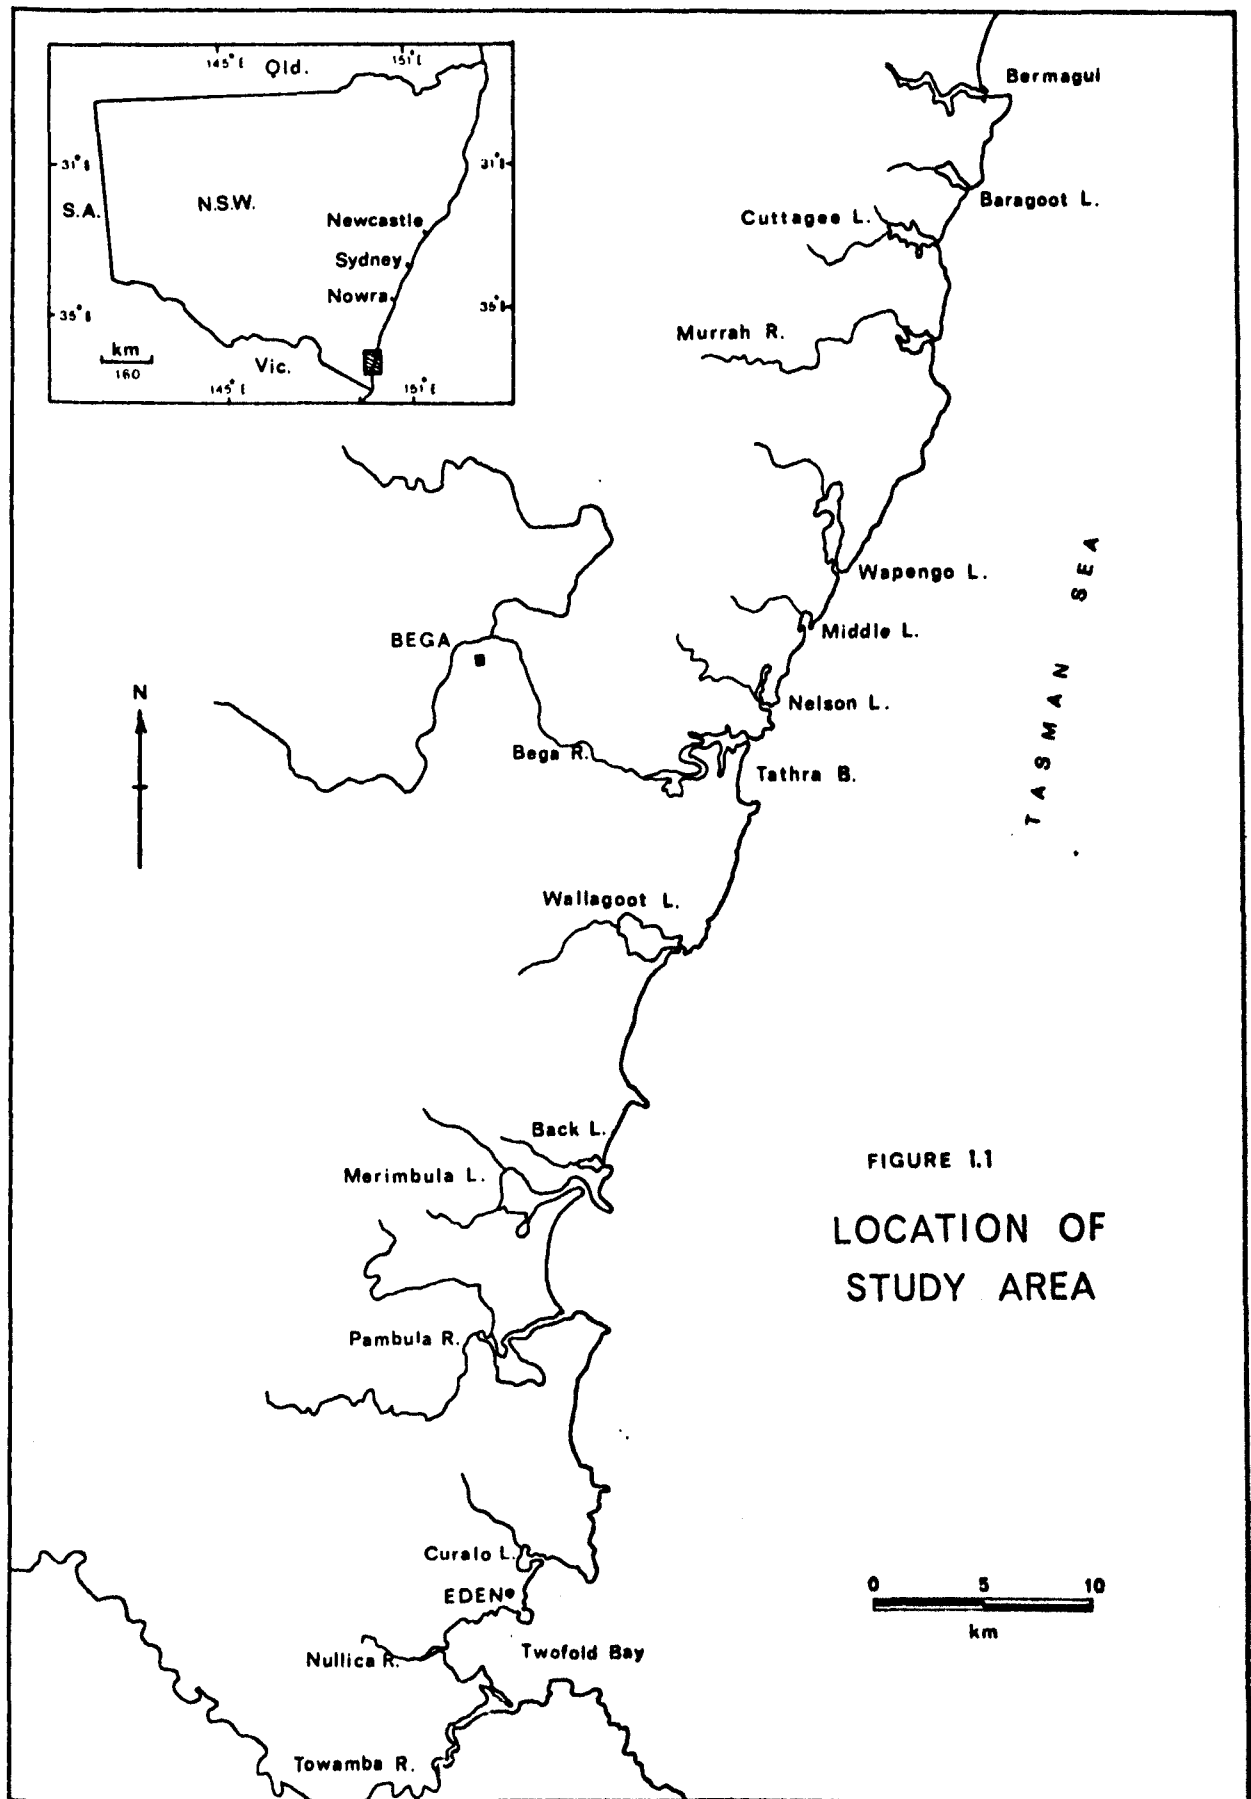 145°E
Qld.
151°E
31°S
31°S
S.A.
N.S.W.
Newcastle
Sydney
Nowra
35°S
35°S
km
160
Vic.
145°E
151°E
Bermagui
Baragoot L.
Cuttagee L.
Murrah R.
Wapengo L.
Middle L.
BEGA
N
Nelson L.
Bega R.
Tathra B.
TASMAN SEA
Wallagoot L.
Back L.
Merimbula L.
FIGURE 1.1
LOCATION OF
STUDY AREA
Pambula R.
Curalo L.
EDEN
0 5 10
km
Nullica R.
Twofold Bay
Towamba R.